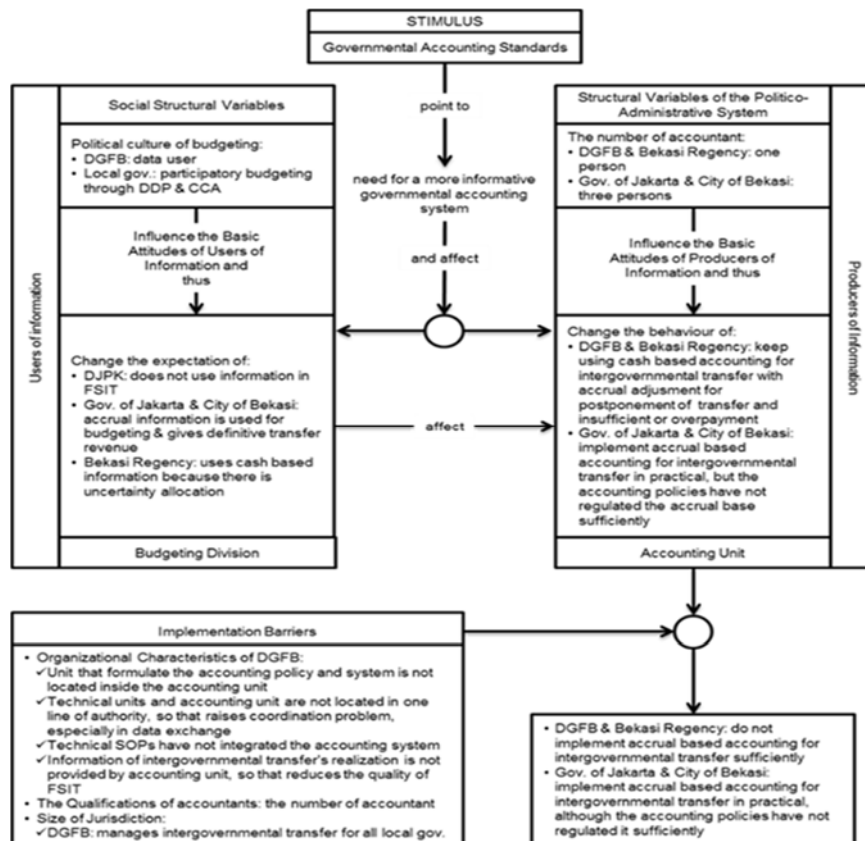 STIMULUS
Governmental Accounting Standards
point to
need for a more informative
governmental accounting
system
and affect
Users of information
Social Structural Variables
Political culture of budgeting:
• DGFB: data user
• Local gov.: participatory budgeting
through DDP & CCA
Influence the Basic
Attitudes of Users of
Information and
thus
Change the expectation of:
• DJPK: does not use information in
FSIT
• Gov. of Jakarta & City of Bekasi:
accrual information is used for
budgeting & gives definitive transfer
revenue
• Bekasi Regency: uses cash based
information because there is
uncertainty allocation
Budgeting Division
affect
Structural Variables of the Politico-
Administrative System
The number of accountant:
• DGFB & Bekasi Regency: one
person
• Gov. of Jakarta & City of Bekasi:
three persons
Influence the Basic
Attitudes of Producers of
Information and thus
Change the behaviour of:
• DGFB & Bekasi Regency: keep
using cash based accounting for
intergovernmental transfer with
accrual adjusment for
postponement of transfer and
insufficient or overpayment
• Gov. of Jakarta & City of Bekasi:
implement accrual based
accounting for intergovernmental
transfer in practical, but the
accounting policies have not
regulated the accrual base
sufficiently
Accounting Unit
Producers of Information
Implementation Barriers
• Organizational Characteristics of DGFB:
✓Unit that formulate the accounting policy and system is not
located inside the accounting unit
✓Technical units and accounting unit are not located in one
line of authority, so that raises coordination problem,
especially in data exchange
✓Technical SOPs have not integrated the accounting system
✓Information of intergovernmental transfer's realization is not
provided by accounting unit, so that reduces the quality of
FSIT
• The Qualifications of accountants: the number of accountant
• Size of Jurisdiction:
✓DGFB: manages intergovernmental transfer for all local gov.
• DGFB & Bekasi Regency: do not
implement accrual based accounting for
intergovernmental transfer sufficiently
• Gov. of Jakarta & City of Bekasi:
implement accrual based accounting for
intergovernmental transfer in practical,
although the accounting policies have not
regulated it sufficiently